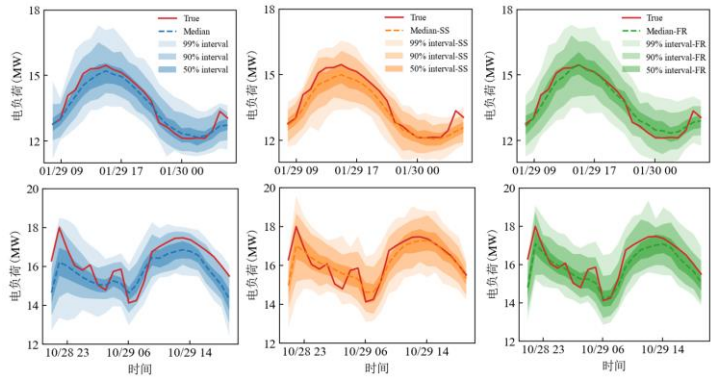 18
15
12
电负荷(MW)
True
Median
99% interval
90% interval
50% interval
01/29 09
01/29 17
01/30 00
18
15
12
电负荷(MW)
True
Median-SS
99% interval-SS
90% interval-SS
50% interval-SS
01/29 09
01/29 17
01/30 00
18
15
12
电负荷(MW)
True
Median-FR
99% interval-FR
90% interval-FR
50% interval-FR
01/29 09
01/29 17
01/30 00
20
18
16
14
12
电负荷(MW)
10/28 23
10/29 06
10/29 14
时间
20
18
16
14
12
电负荷(MW)
10/28 23
10/29 06
10/29 14
时间
20
18
16
14
12
电负荷(MW)
10/28 23
10/29 06
10/29 14
时间